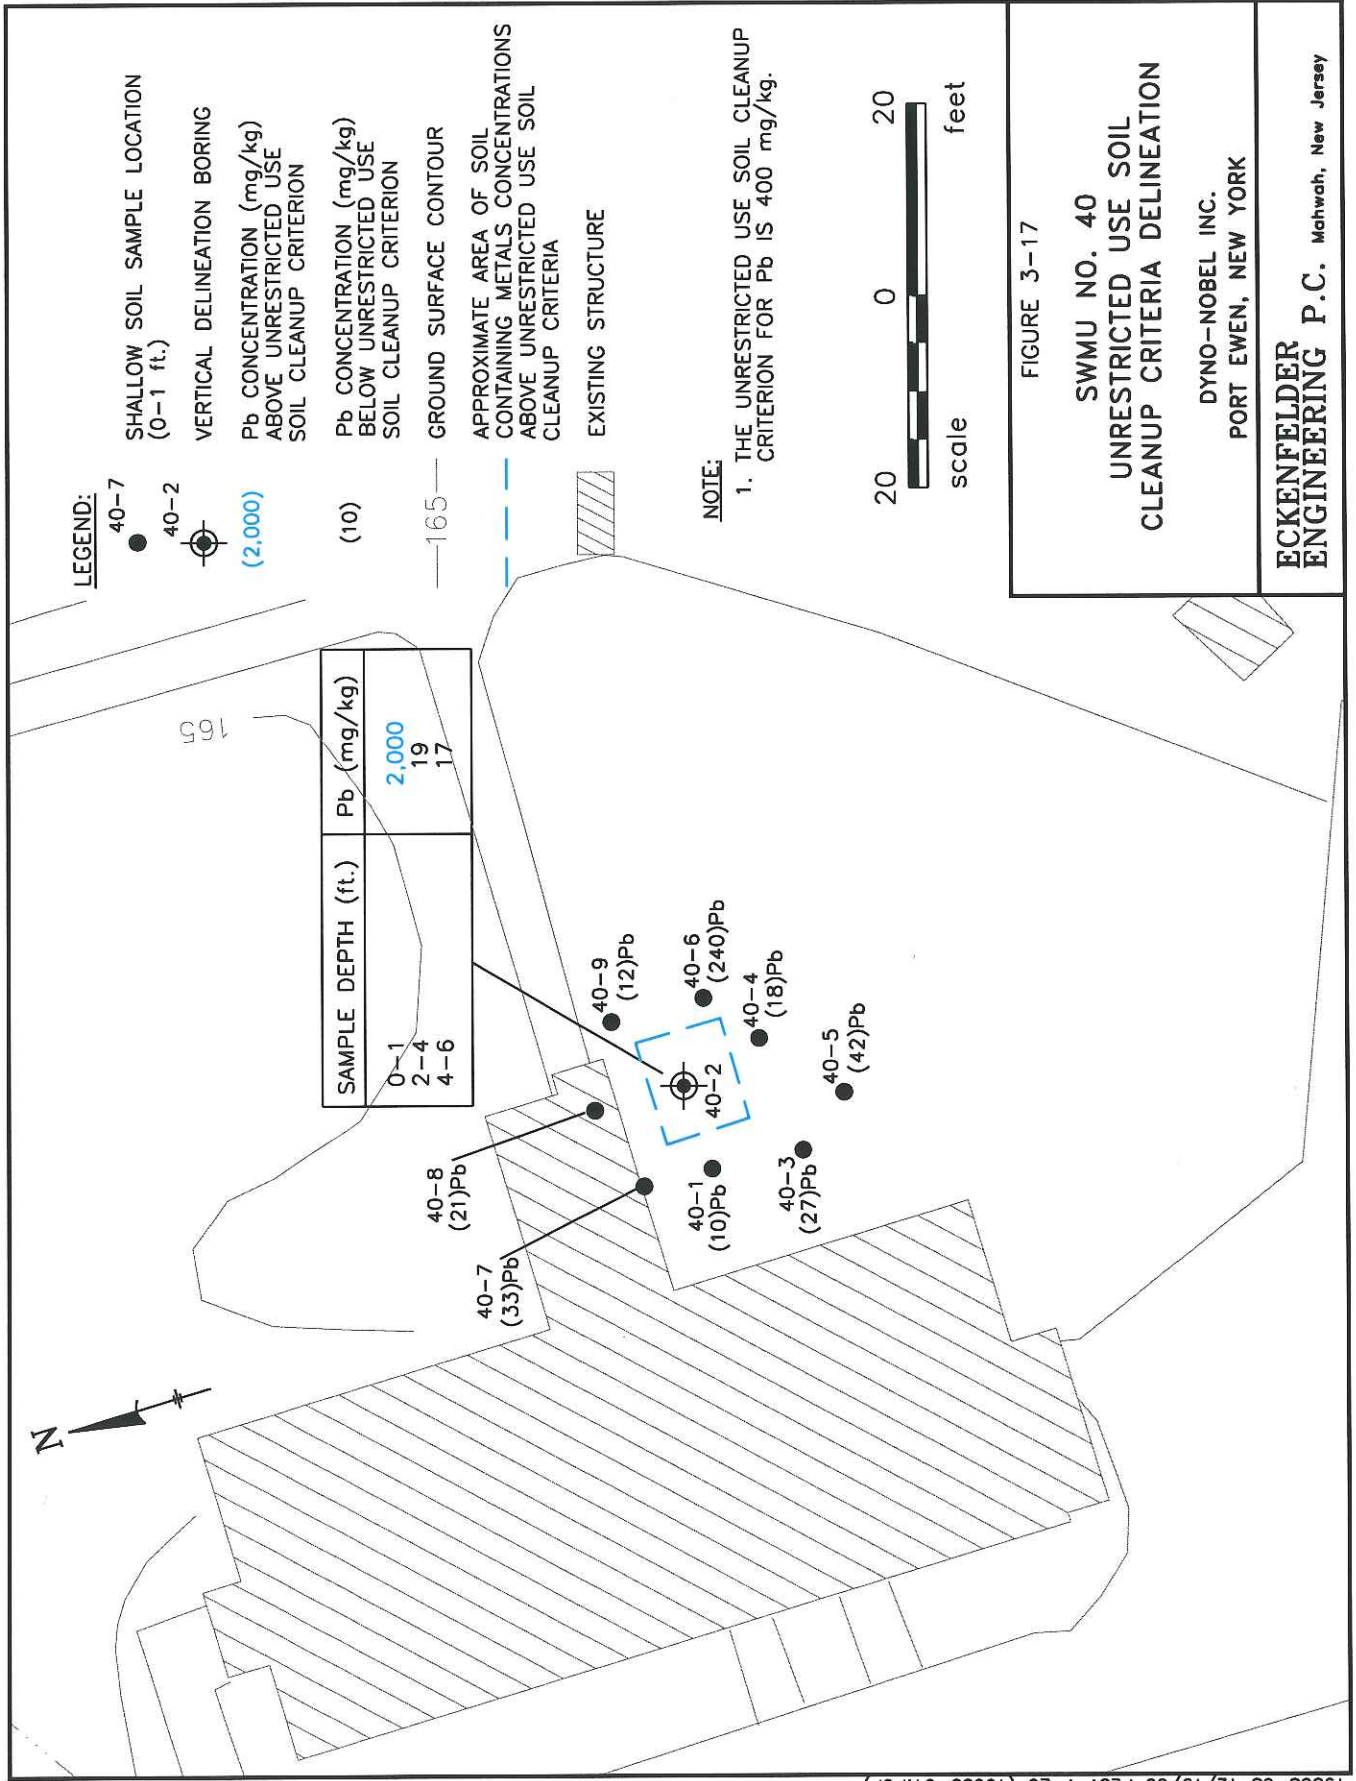 LEGEND:
40-7
SHALLOW SOIL SAMPLE LOCATION
(0-1 ft.)
40-2
VERTICAL DELINEATION BORING
(2,000)
Pb CONCENTRATION (mg/kg)
ABOVE UNRESTRICTED USE
SOIL CLEANUP CRITERION
(10)
Pb CONCENTRATION (mg/kg)
BELOW UNRESTRICTED USE
SOIL CLEANUP CRITERION
165
GROUND SURFACE CONTOUR
APPROXIMATE AREA OF SOIL
CONTAINING METALS CONCENTRATIONS
ABOVE UNRESTRICTED USE SOIL
CLEANUP CRITERIA
EXISTING STRUCTURE
NOTE:
1. THE UNRESTRICTED USE SOIL CLEANUP
CRITERION FOR Pb IS 400 mg/kg.
20 0 20
scale feet
FIGURE 3-17
SWMU NO. 40
UNRESTRICTED USE SOIL
CLEANUP CRITERIA DELINEATION
DYNO-NOBEL INC.
PORT EWEN, NEW YORK
ECKENFELDER
ENGINEERING P.C. Mahwah, New Jersey
N
165
SAMPLE DEPTH (ft.) Pb (mg/kg)
0-1 2,000
2-4 19
4-6 17
40-8
(21)Pb
40-7
(33)Pb
40-9
(12)Pb
40-6
(240)Pb
40-2
40-4
(18)Pb
40-1
(10)Pb
40-3
(27)Pb
40-5
(42)Pb